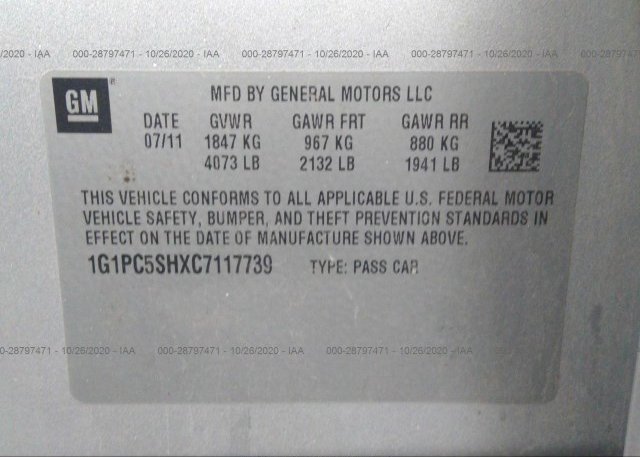 0/2020 - IAA 000-28797471 - 10/26/2020 - IAA 000-28797471 - 10/26/2020 - IAA 000-28797471 - 10/26/2020 - IAA 000-28797
GM ®
MFD BY GENERAL MOTORS LLC
DATE GVWR GAWR FRT GAWR RR
07/11 1847 KG 967 KG 880 KG
4073 LB 2132 LB 1941 LB
THIS VEHICLE CONFORMS TO ALL APPLICABLE U.S. FEDERAL MOTOR
VEHICLE SAFETY, BUMPER, AND THEFT PREVENTION STANDARDS IN
EFFECT ON THE DATE OF MANUFACTURE SHOWN ABOVE.
1G1PC5SHXC7117739 TYPE: PASS CAR
0-28797471 - 10/26/2020 - IAA 000-28797471 - 10/26/2020 - IAA 000-28797471 - 10/26/2020 - IAA 000-28797471 - 10/26/2020 - IAA